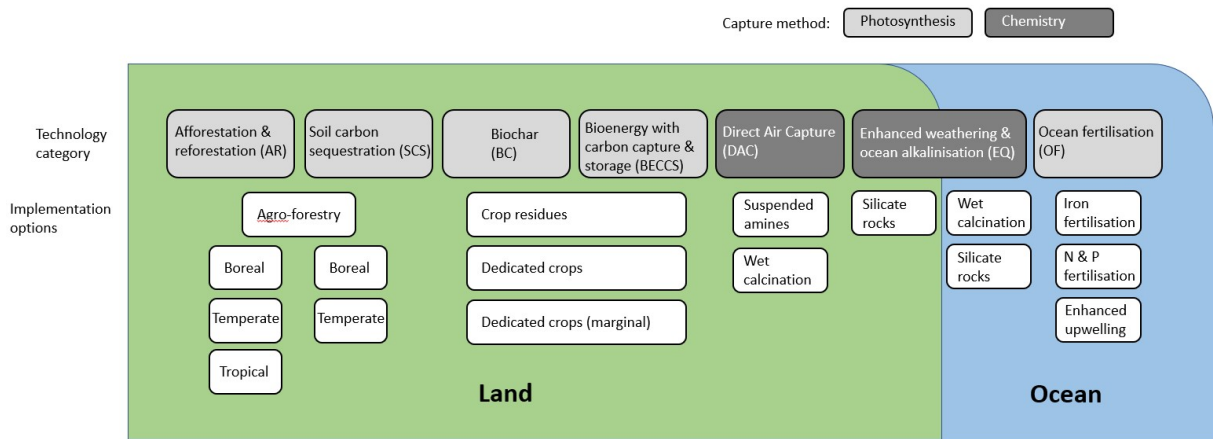 Capture method: Photosynthesis Chemistry
Technology
category
Afforestation &
reforestation (AR)
Soil carbon
sequestration (SCS)
Biochar
(BC)
Bioenergy with
carbon capture &
storage (BECCS)
Direct Air Capture
(DAC)
Enhanced weathering &
ocean alkalinisation (EQ)
Ocean fertilisation
(OF)
Implementation
options
Agro-forestry
Boreal
Temperate
Tropical
Boreal
Temperate
Crop residues
Dedicated crops
Dedicated crops (marginal)
Suspended
amines
Wet
calcination
Silicate
rocks
Wet
calcination
Silicate
rocks
Iron
fertilisation
N & P
fertilisation
Enhanced
upwelling
Land
Ocean